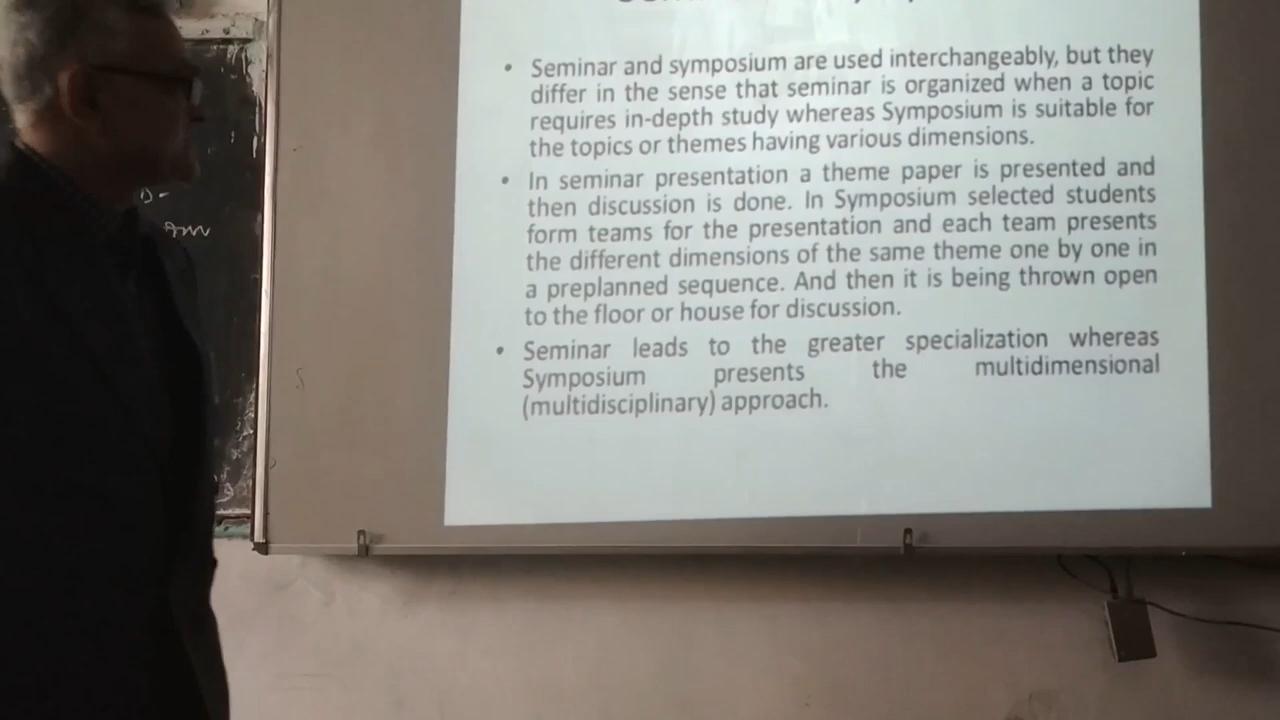 • Seminar and symposium are used interchangeably, but they
differ in the sense that seminar is organized when a topic
requires in-depth study whereas Symposium is suitable for
the topics or themes having various dimensions.
• In seminar presentation a theme paper is presented and
then discussion is done. In Symposium selected students
form teams for the presentation and each team presents
the different dimensions of the same theme one by one in
a preplanned sequence. And then it is being thrown open
to the floor or house for discussion.
• Seminar leads to the greater specialization whereas
Symposium presents the multidimensional
(multidisciplinary) approach.